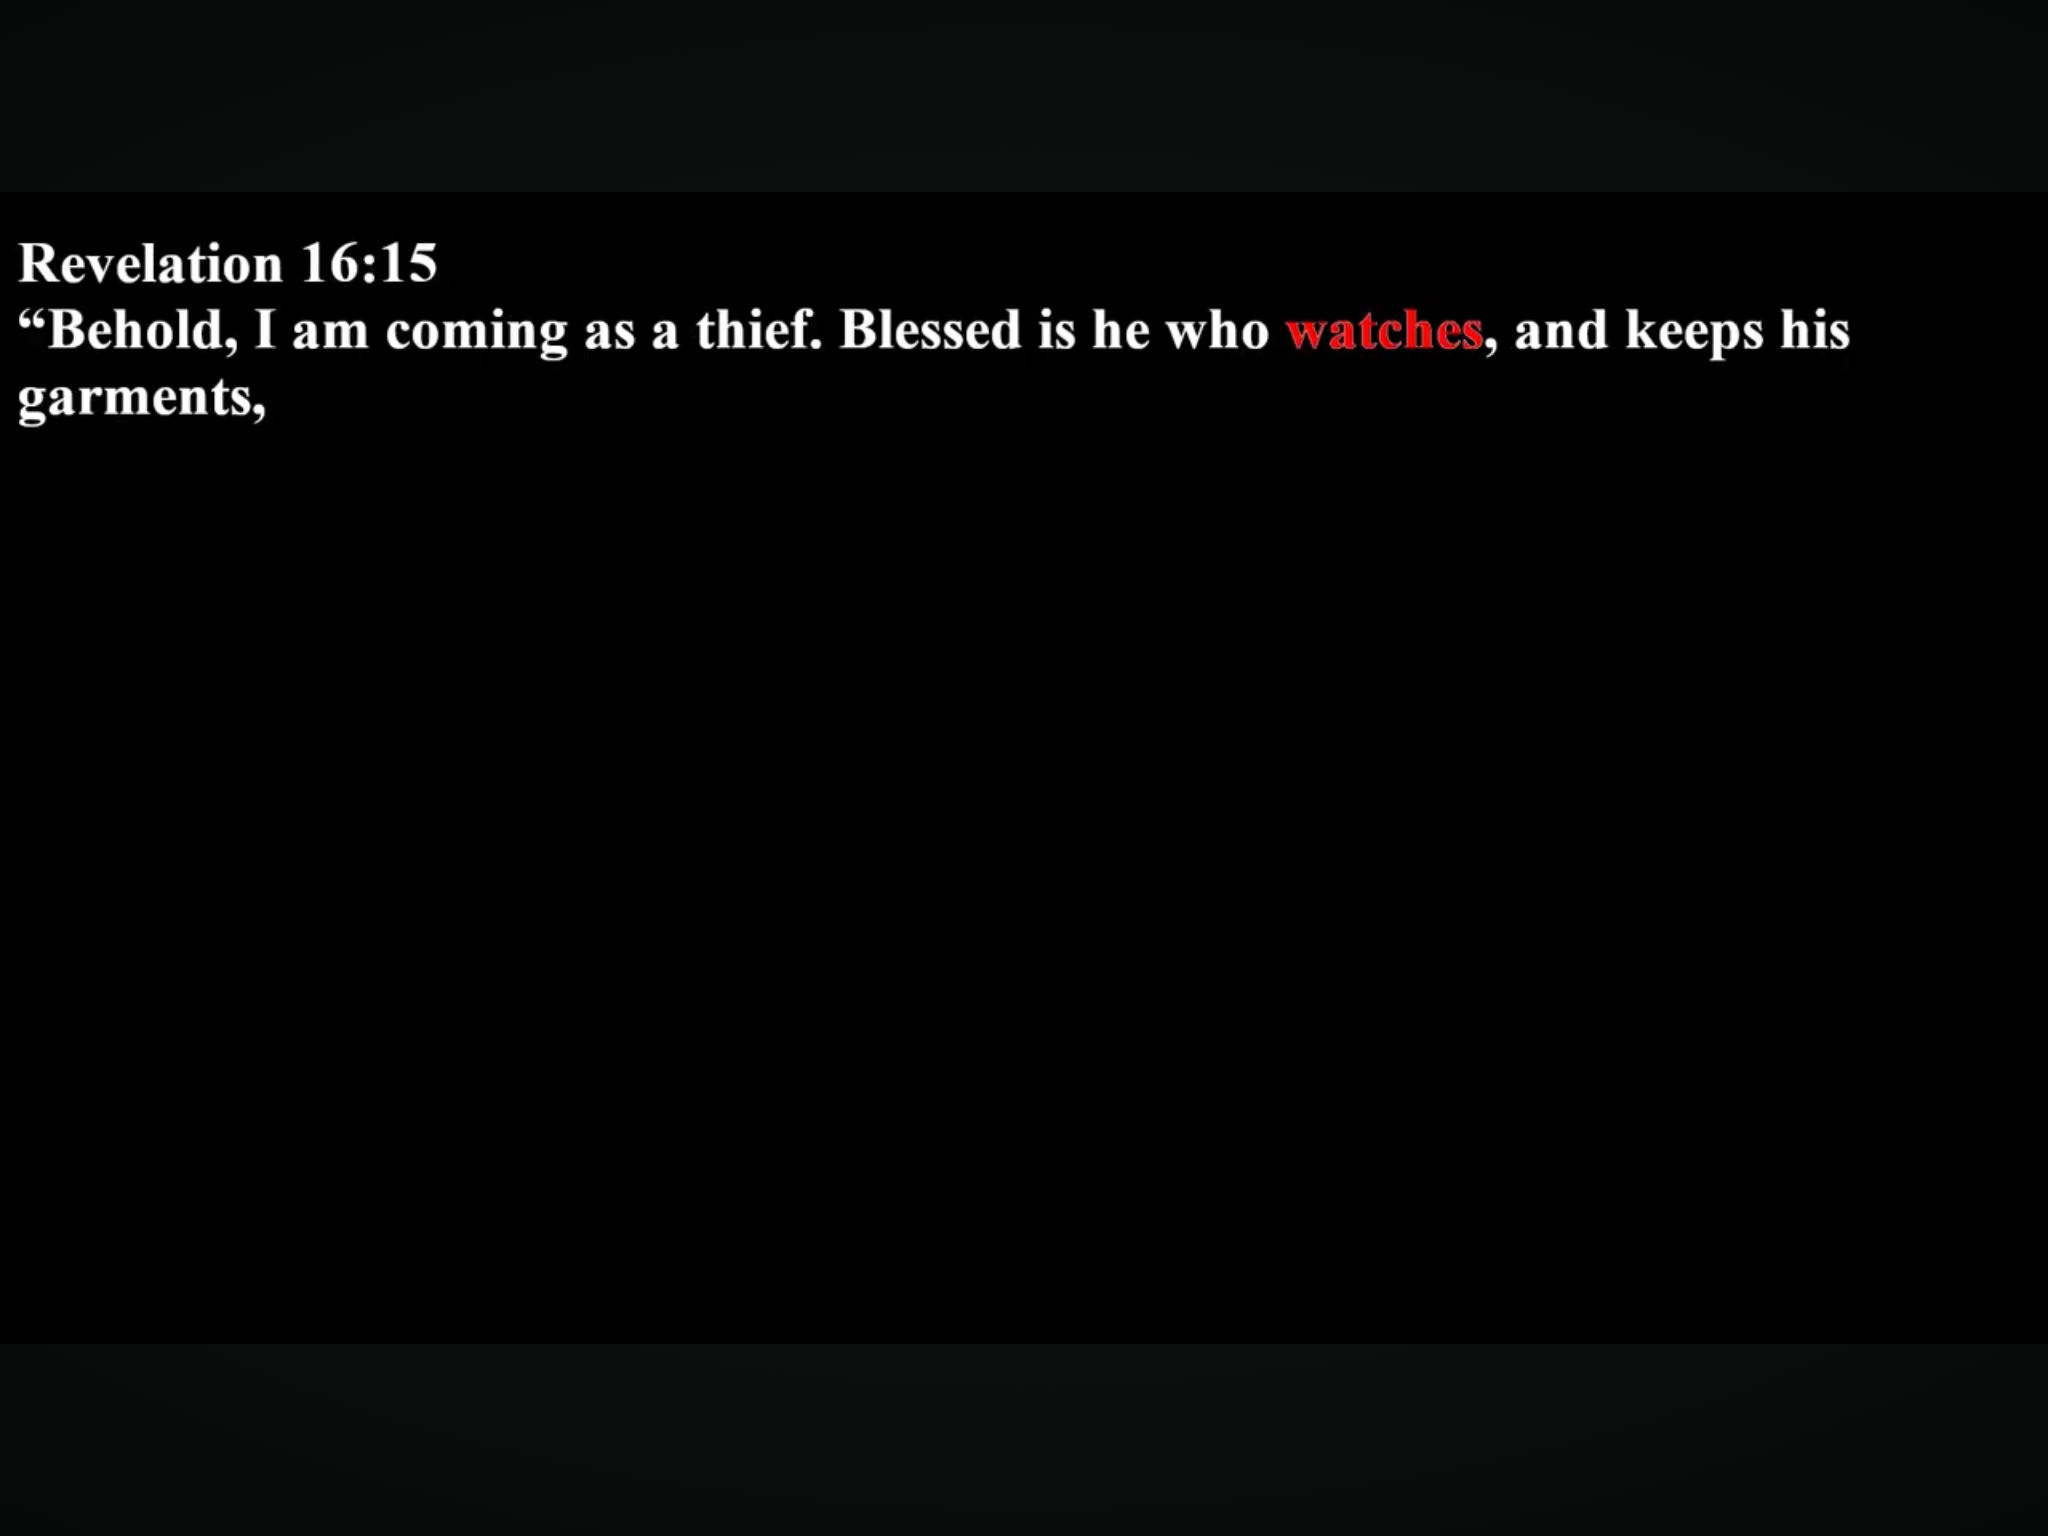 Revelation 16:15
“Behold, I am coming as a thief. Blessed is he who watches, and keeps his
garments,